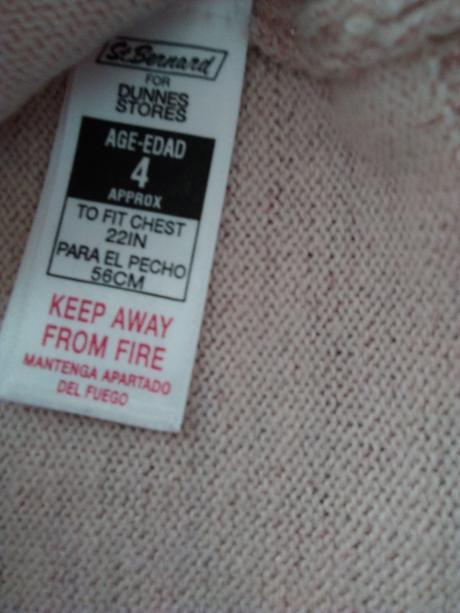 St. Bernard
FOR
DUNNES
STORES
AGE-EDAD
4
APPROX
TO FIT CHEST
22IN
PARA EL PECHO
56CM
KEEP AWAY
FROM FIRE
MANTENGA APARTADO
DEL FUEGO